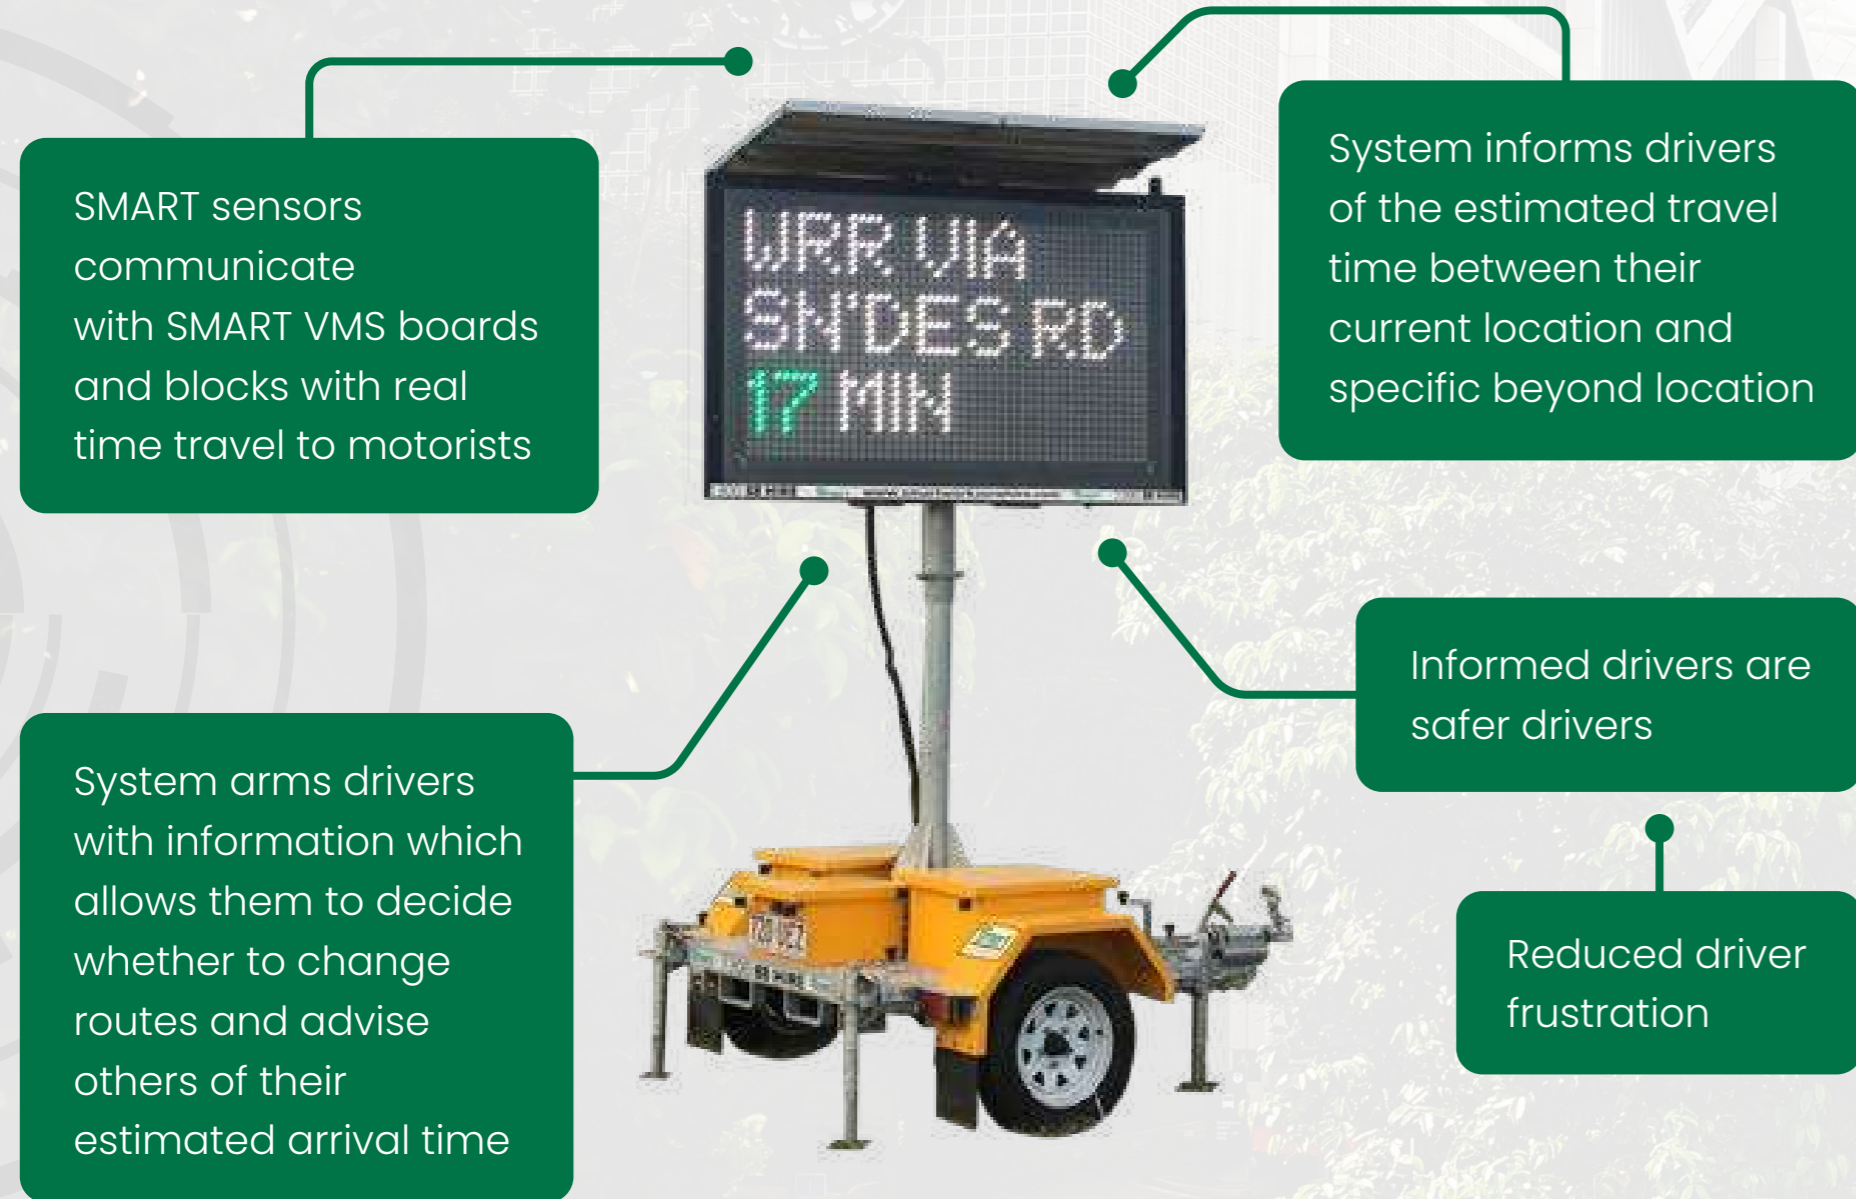 SMART sensors
communicate
with SMART VMS boards
and blocks with real
time travel to motorists
System informs drivers
of the estimated travel
time between their
current location and
specific beyond location
WRR VIA
SN'DES RD
17 MIN
Informed drivers are
safer drivers
System arms drivers
with information which
allows them to decide
whether to change
routes and advise
others of their
estimated arrival time
Reduced driver
frustration